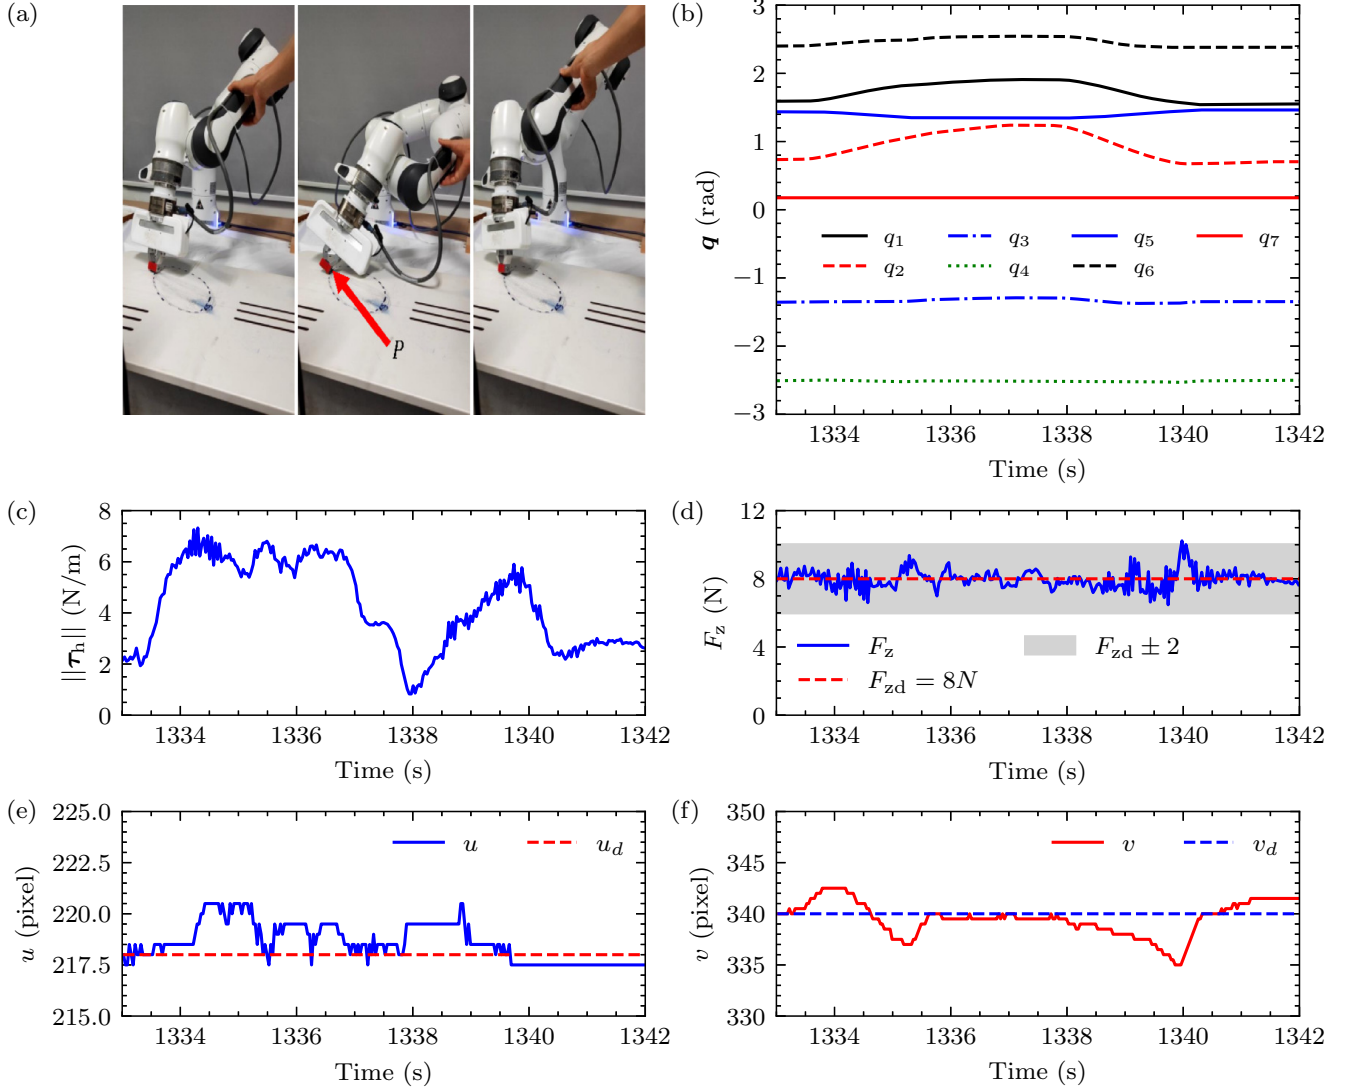 (a)
p
(b)
3
2
1
0
−1
−2
−3
q (rad)
q1 q3 q5 q7
q2 q4 q6
1334 1336 1338 1340 1342
Time (s)
(c)
8
6
4
2
0
||τh|| (N/m)
1334 1336 1338 1340 1342
Time (s)
(d)
12
8
4
0
Fz (N)
Fz Fzd ± 2
Fzd = 8N
1334 1336 1338 1340 1342
Time (s)
(e)
225.0
222.5
220.0
217.5
215.0
u (pixel)
u ud
1334 1336 1338 1340 1342
Time (s)
(f)
350
345
340
335
330
v (pixel)
v vd
1334 1336 1338 1340 1342
Time (s)